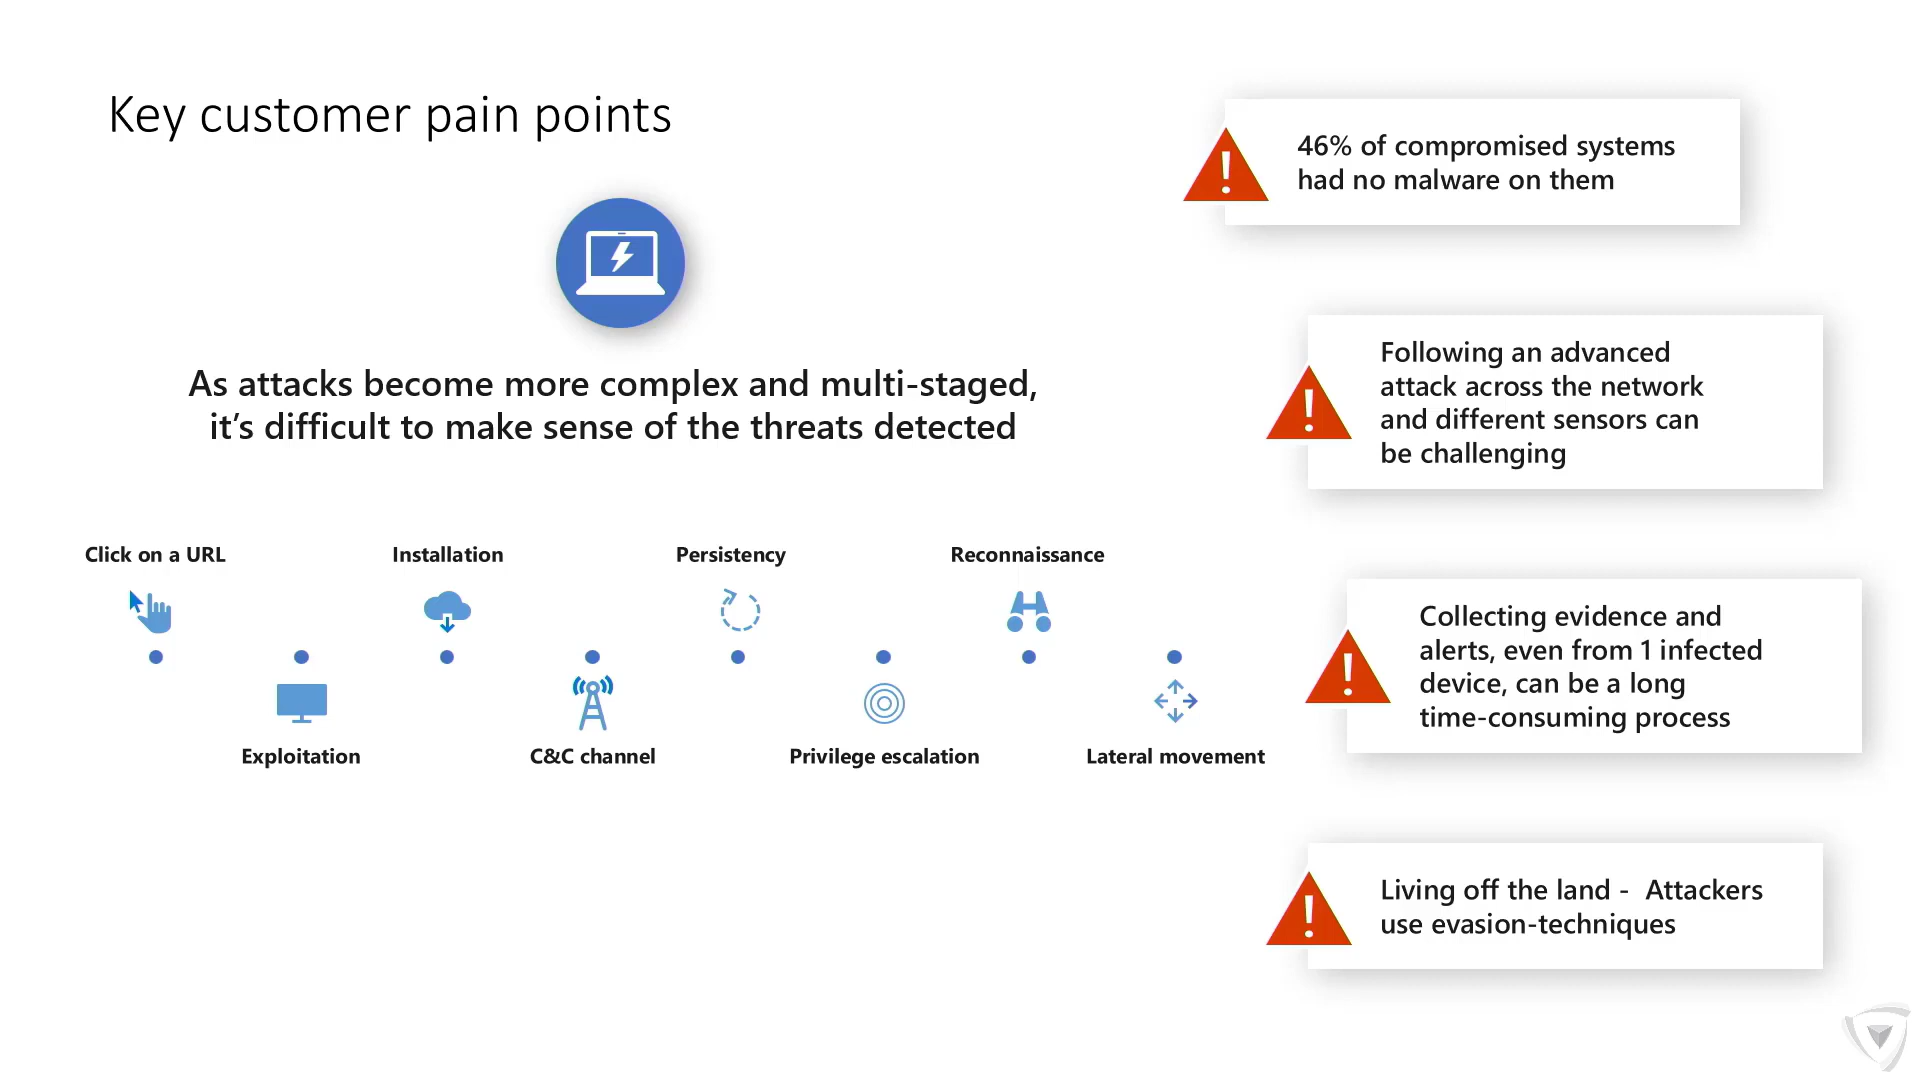 Key customer pain points
As attacks become more complex and multi-staged,
it’s difficult to make sense of the threats detected
Click on a URL
Exploitation
Installation
C&C channel
Persistency
Privilege escalation
Reconnaissance
Lateral movement
46% of compromised systems
had no malware on them
Following an advanced
attack across the network
and different sensors can
be challenging
Collecting evidence and
alerts, even from 1 infected
device, can be a long
time-consuming process
Living off the land -  Attackers
use evasion-techniques